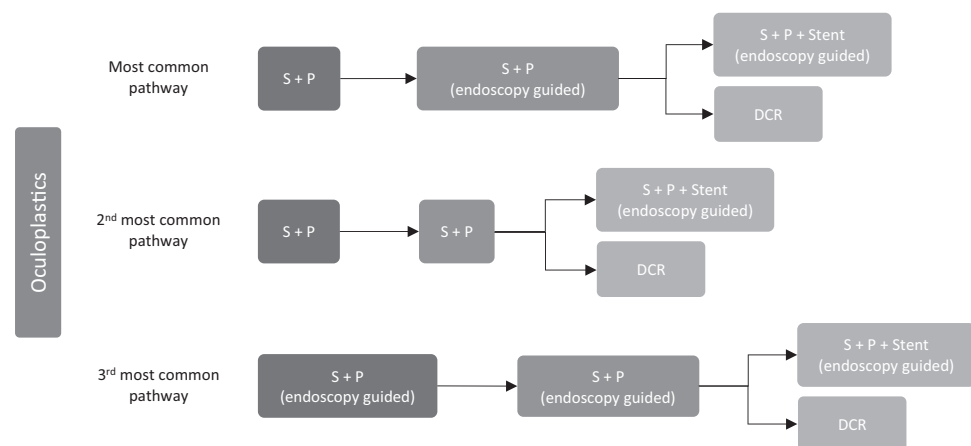 Oculoplastics
Most common
pathway
S + P
S + P
(endoscopy guided)
S + P + Stent
(endoscopy guided)
DCR
2nd most common
pathway
S + P
S + P
S + P + Stent
(endoscopy guided)
DCR
3rd most common
pathway
S + P
(endoscopy guided)
S + P
(endoscopy guided)
S + P + Stent
(endoscopy guided)
DCR